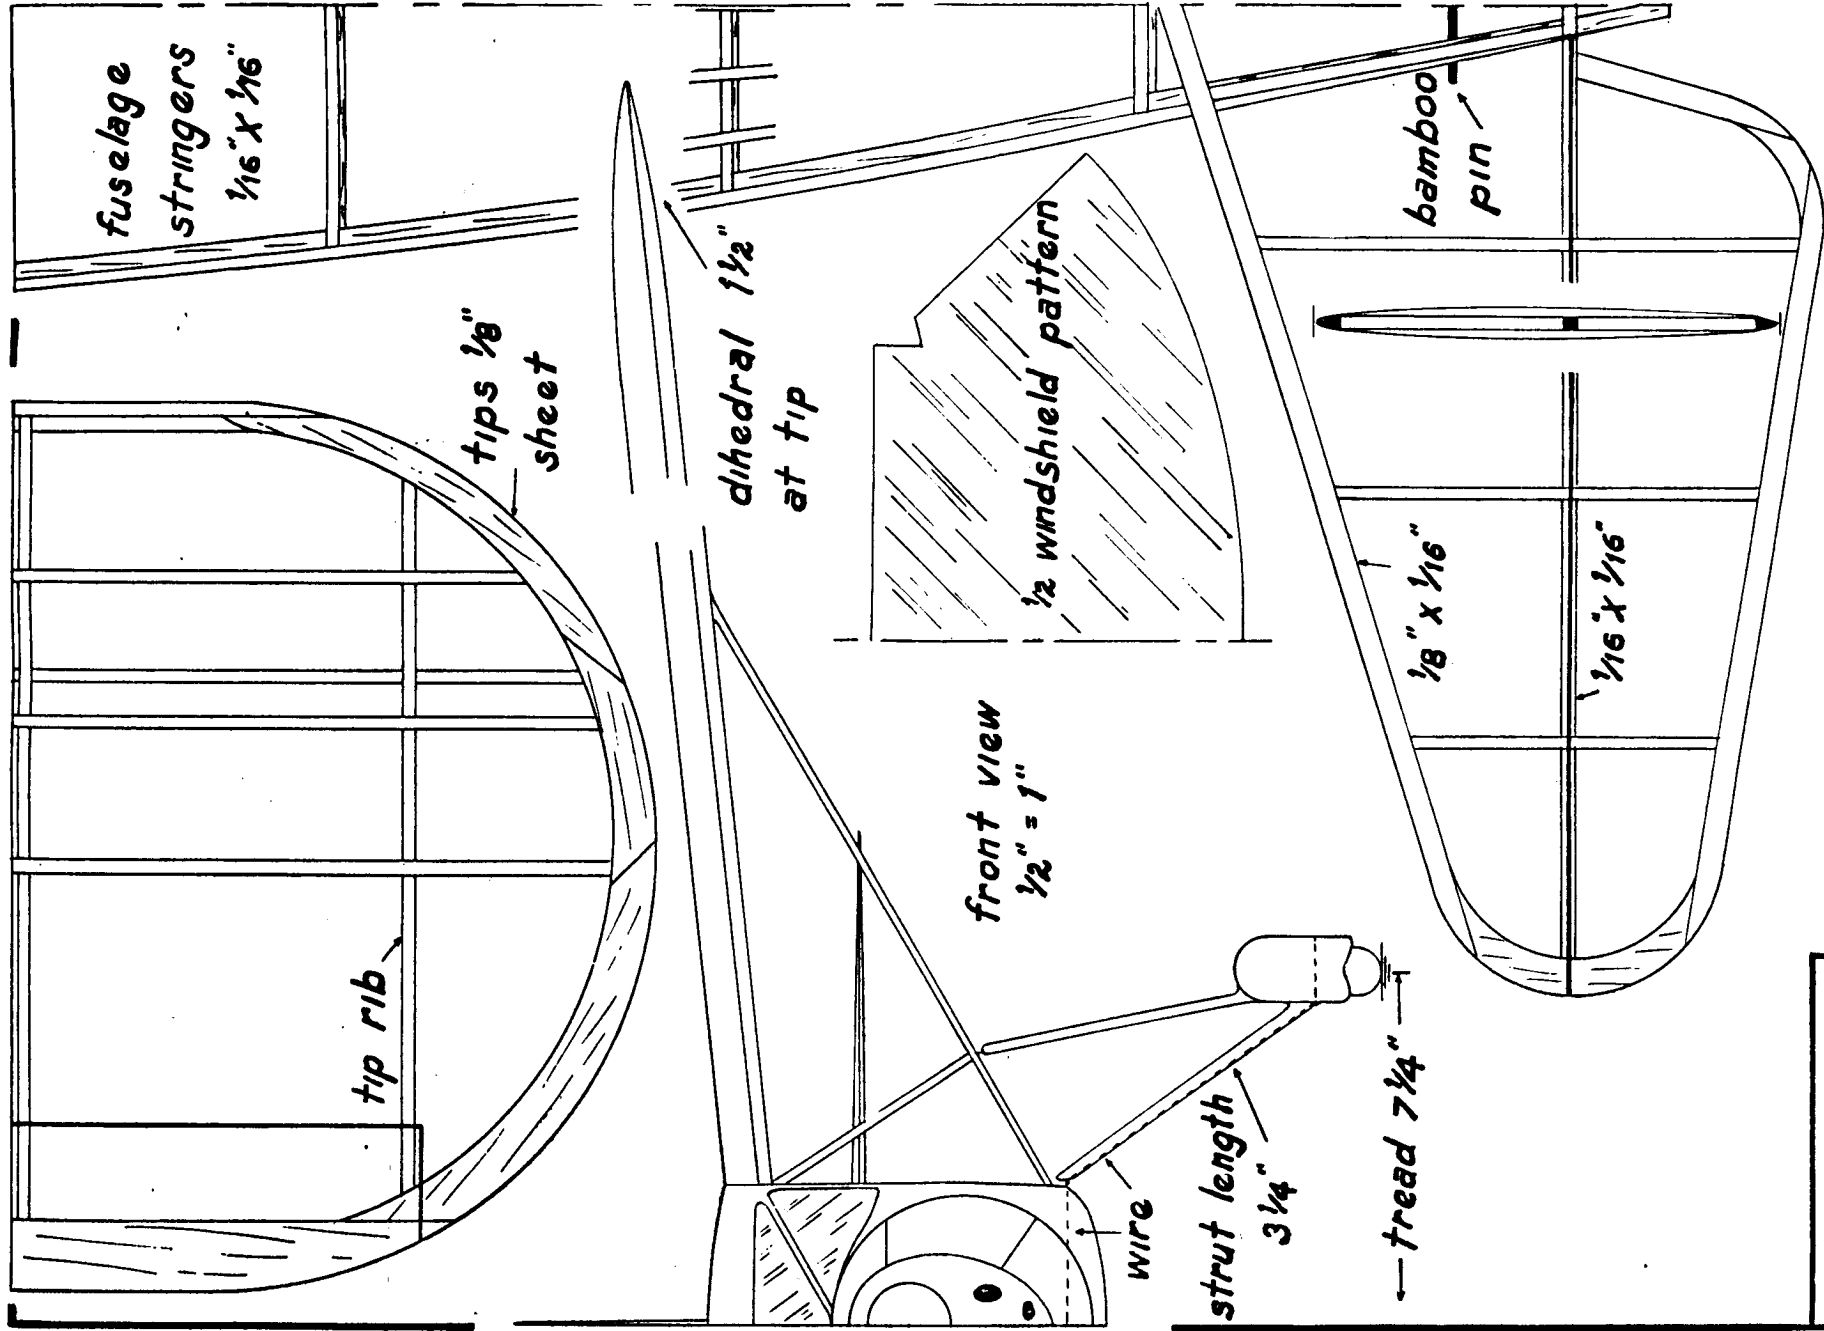 fuselage
stringers
1/16" X 1/16"
tips 1/8"
sheet
tip rib
dihedral 1 1/2"
at tip
1/2 windshield pattern
front view
1/2" = 1"
bamboo
pin
1/8" X 1/16"
1/16" X 1/16"
wire
strut length
3 1/4"
tread 7 1/4"